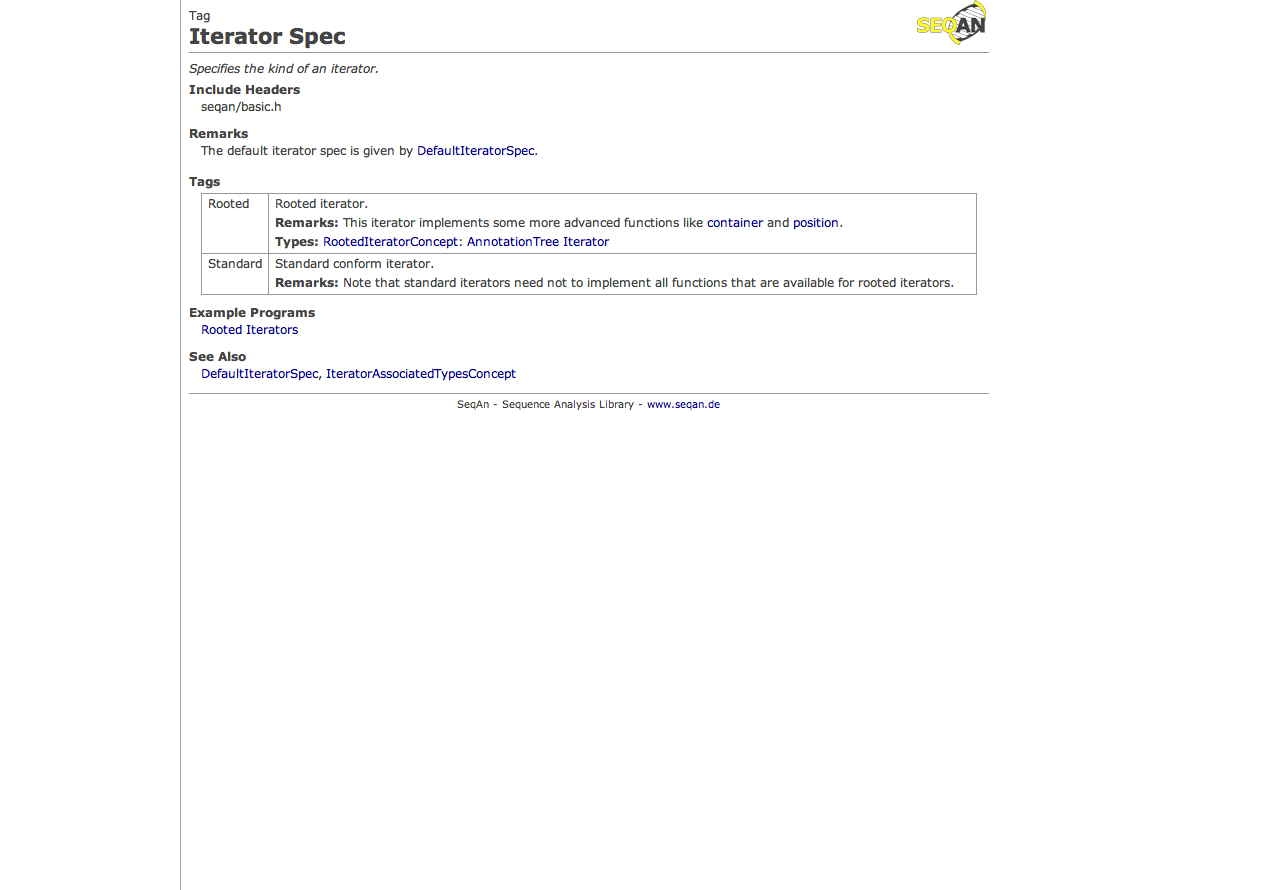 Tag
SEQAN
Iterator Spec
Specifies the kind of an iterator.
Include Headers
seqan/basic.h
Remarks
The default iterator spec is given by DefaultIteratorSpec.
Tags
Rooted
Rooted iterator.
Remarks: This iterator implements some more advanced functions like container and position.
Types: RootedIteratorConcept: AnnotationTree Iterator
Standard
Standard conform iterator.
Remarks: Note that standard iterators need not to implement all functions that are available for rooted iterators.
Example Programs
Rooted Iterators
See Also
DefaultIteratorSpec, IteratorAssociatedTypesConcept
SeqAn - Sequence Analysis Library - www.seqan.de